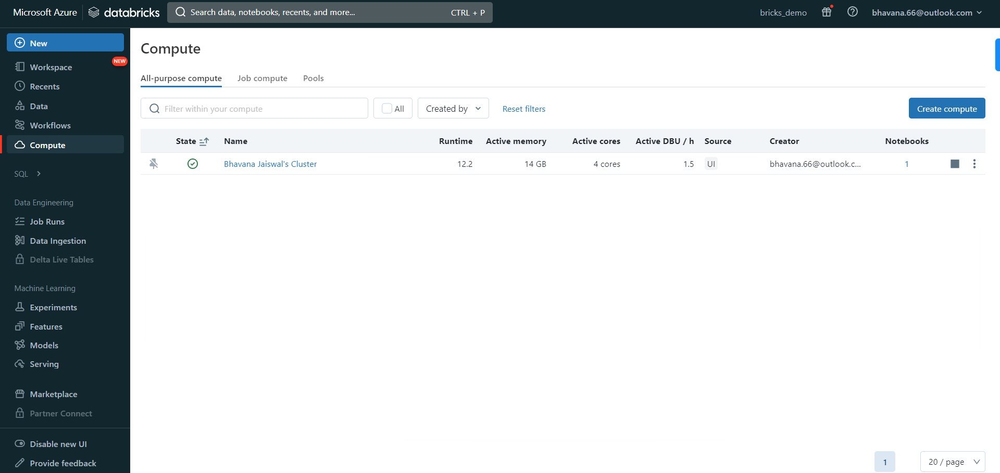 Microsoft Azure databricks Search data, notebooks, recents, and more... CTRL + P bricks_demo bhavana.66@outlook.com
New
Workspace NEW
Recents
Data
Workflows
Compute
SQL
Data Engineering
Job Runs
Data Ingestion
Delta Live Tables
Machine Learning
Experiments
Features
Models
Serving
Marketplace
Partner Connect
Disable new UI
Provide feedback
Compute
All-purpose compute Job compute Pools
Filter within your compute All Created by Reset filters Create compute
State Name Runtime Active memory Active cores Active DBU / h Source Creator Notebooks
Bhavana Jaiswal's Cluster 12.2 14 GB 4 cores 1.5 UI bhavana.66@outlook.c... 1
1 20 / page